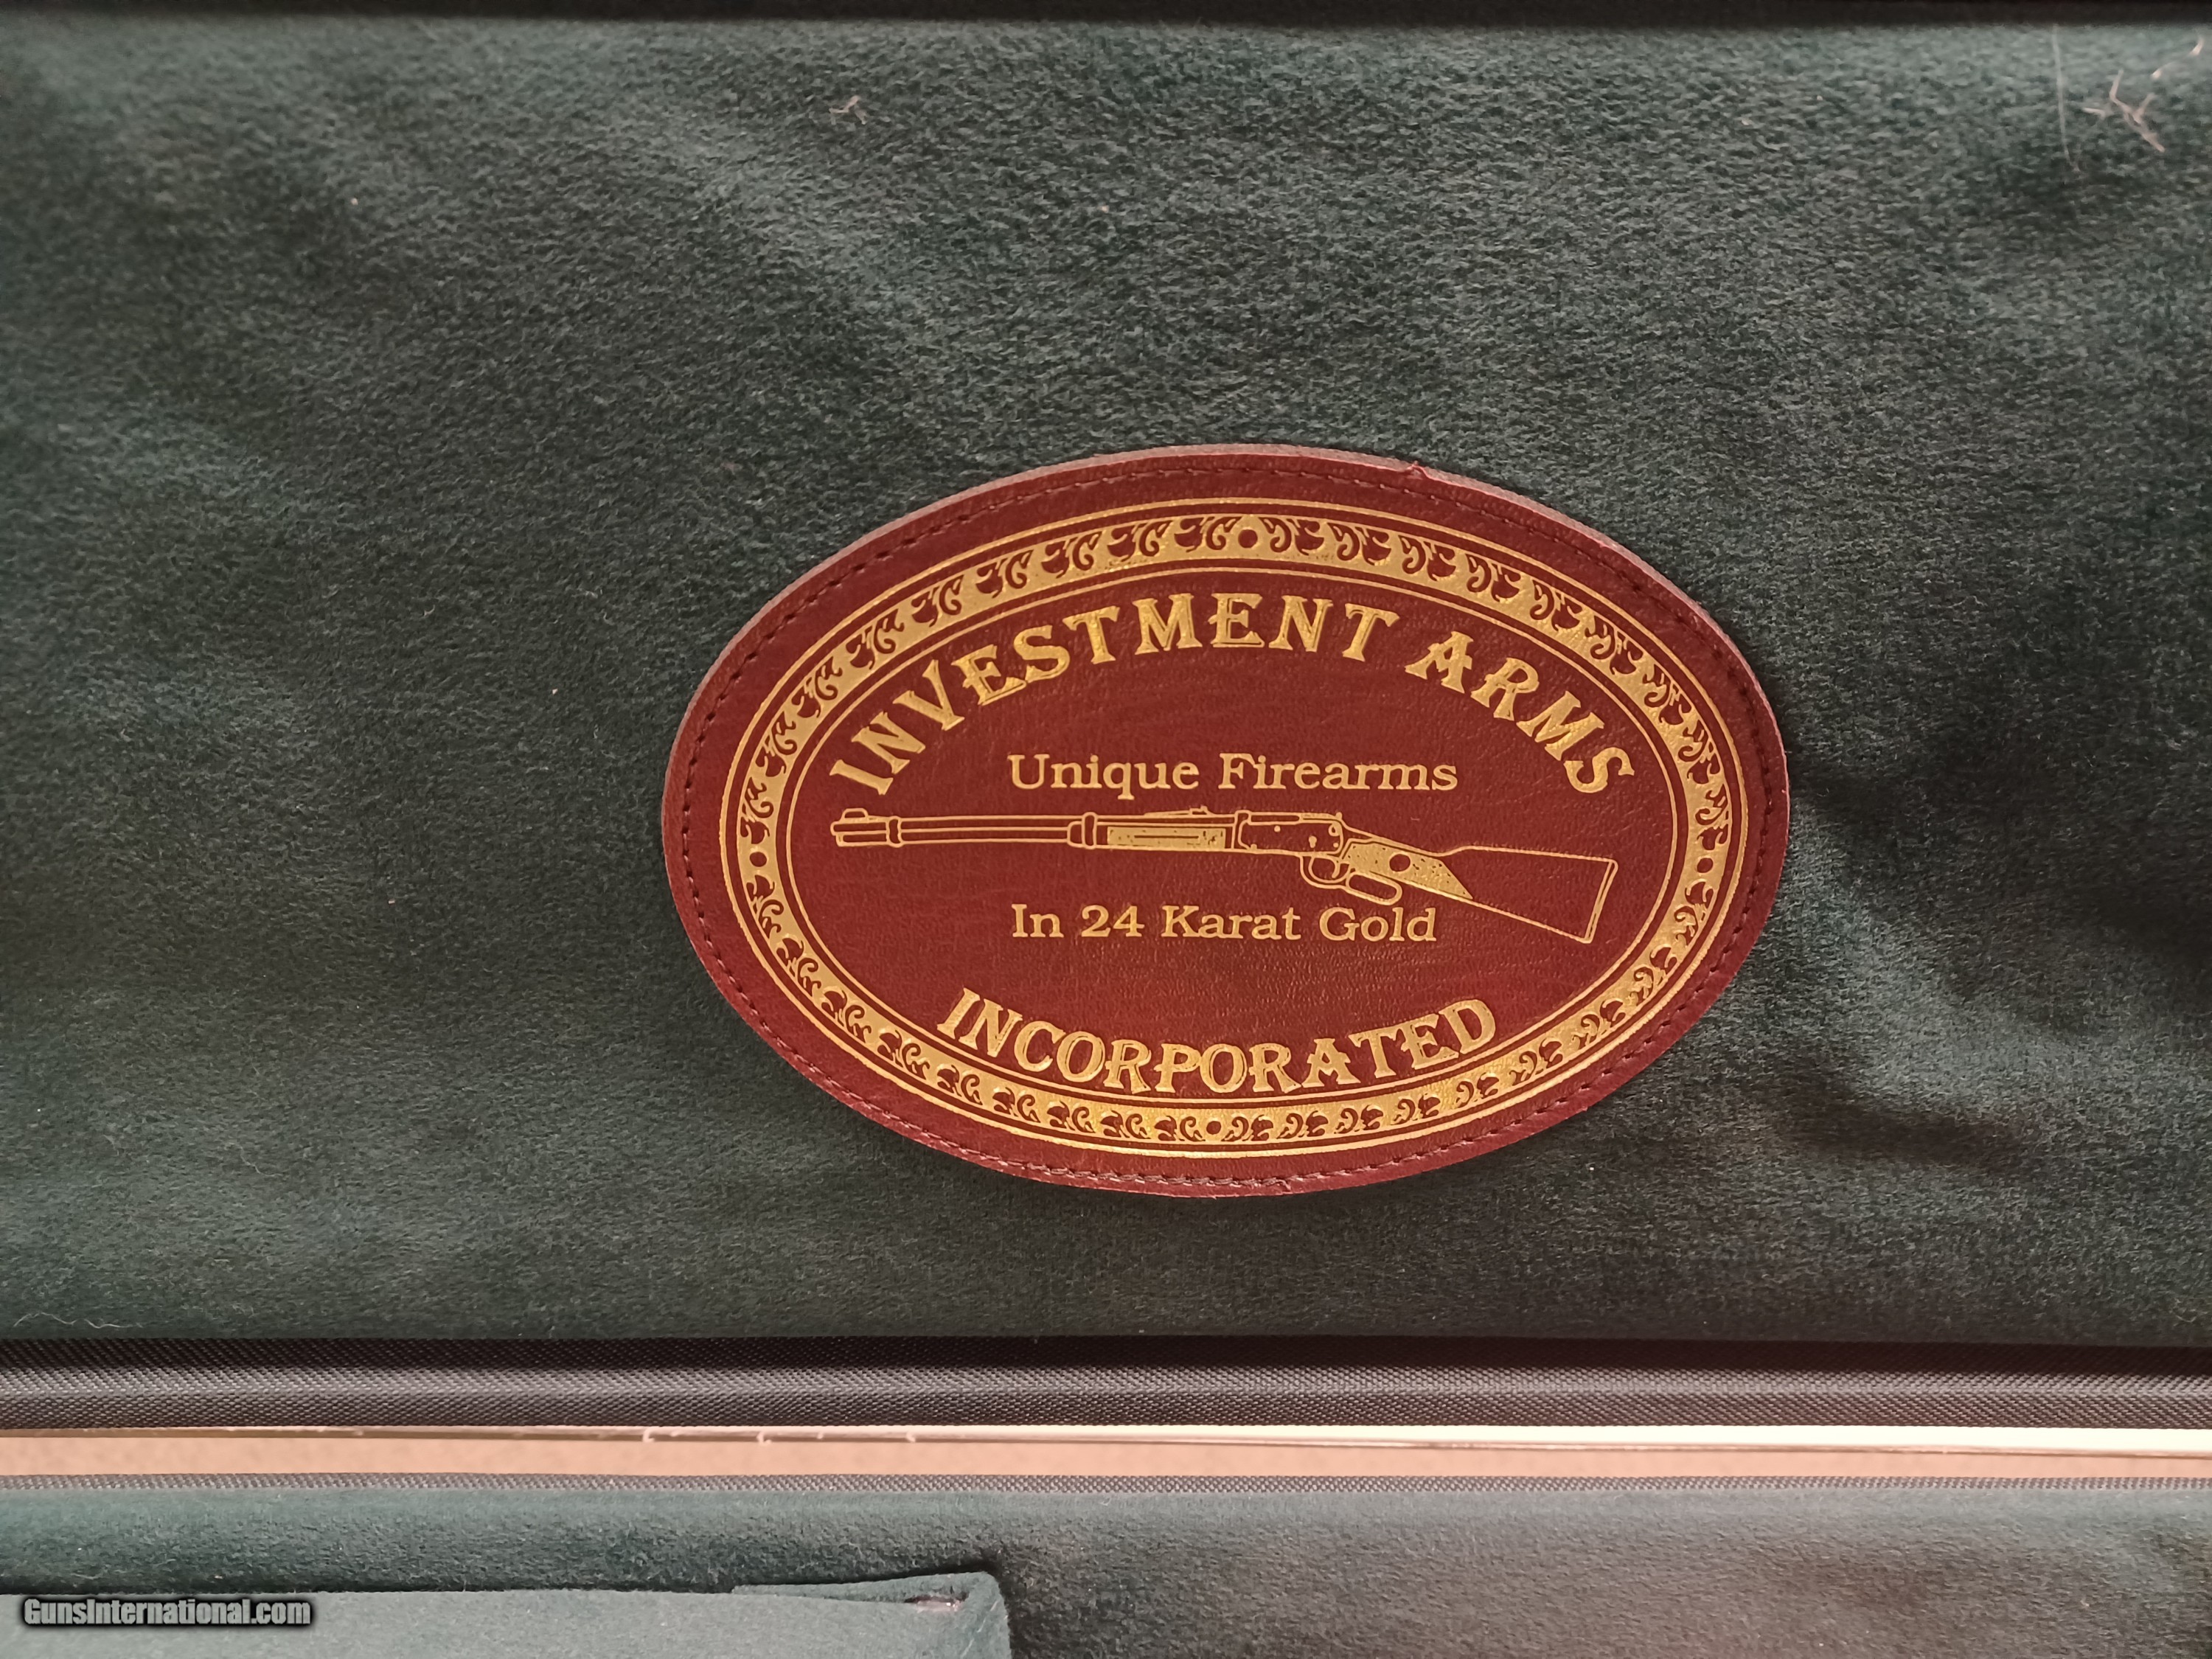 INVESTMENT ARMS
Unique Firearms
In 24 Karat Gold
INCORPORATED
GunsInternational.com